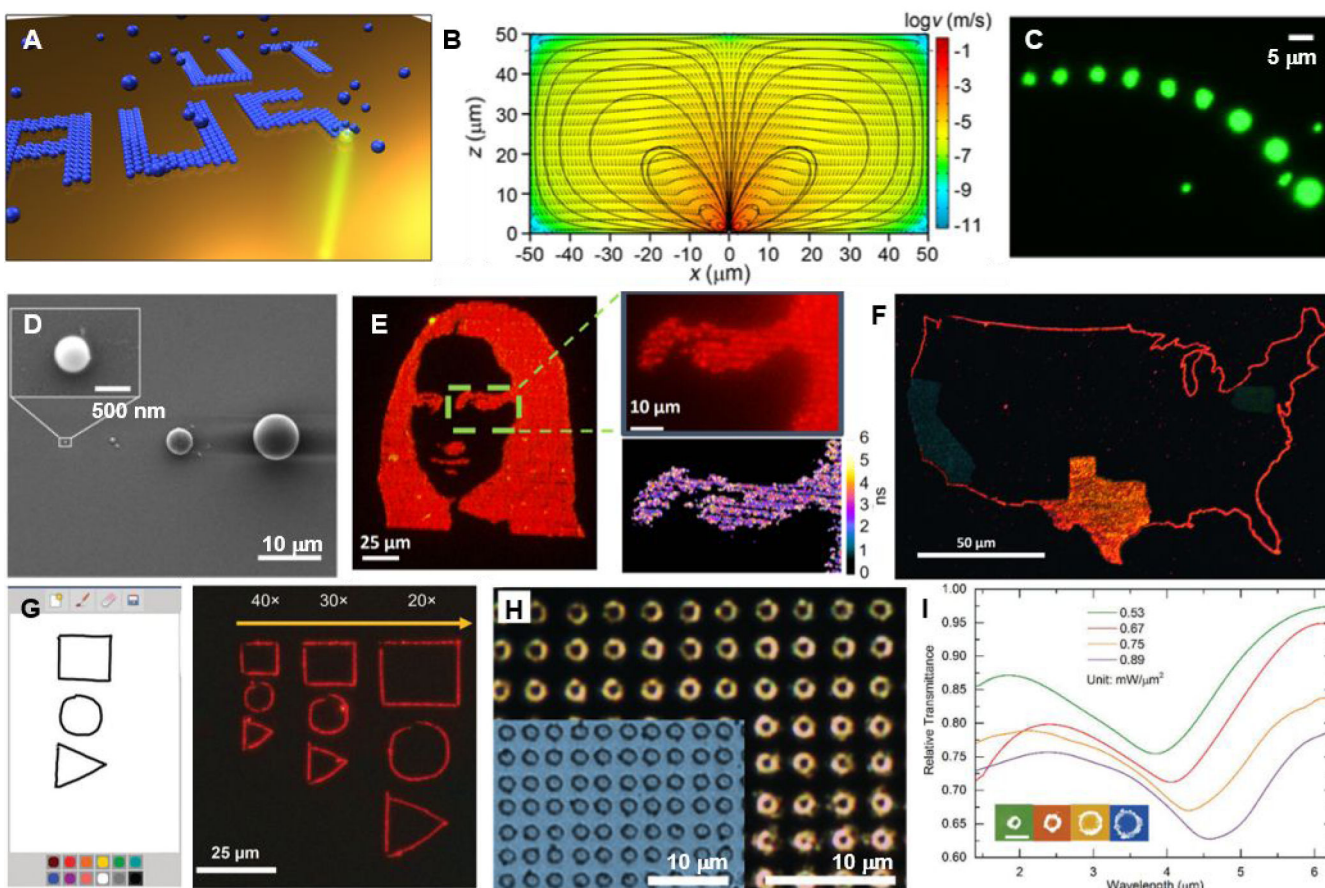 A
UT
AUG
B
log v (m/s)
50
40
30
20
10
0
z (μm)
-50 -40 -30 -20 -10 0 10 20 30 40 50
x (μm)
-1
-3
-5
-7
-9
-11
C
5 μm
D
500 nm
10 μm
E
25 μm
10 μm
6
5
4
3
2
1
0
ns
F
50 μm
G
40× 30× 20×
25 μm
H
10 μm
10 μm
I
1.00
0.95
0.90
0.85
0.80
0.75
0.70
0.65
0.60
Relative Transmittance
0.53
0.67
0.75
0.89
Unit: mW/μm²
2 3 4 5 6
Wavelength (μm)